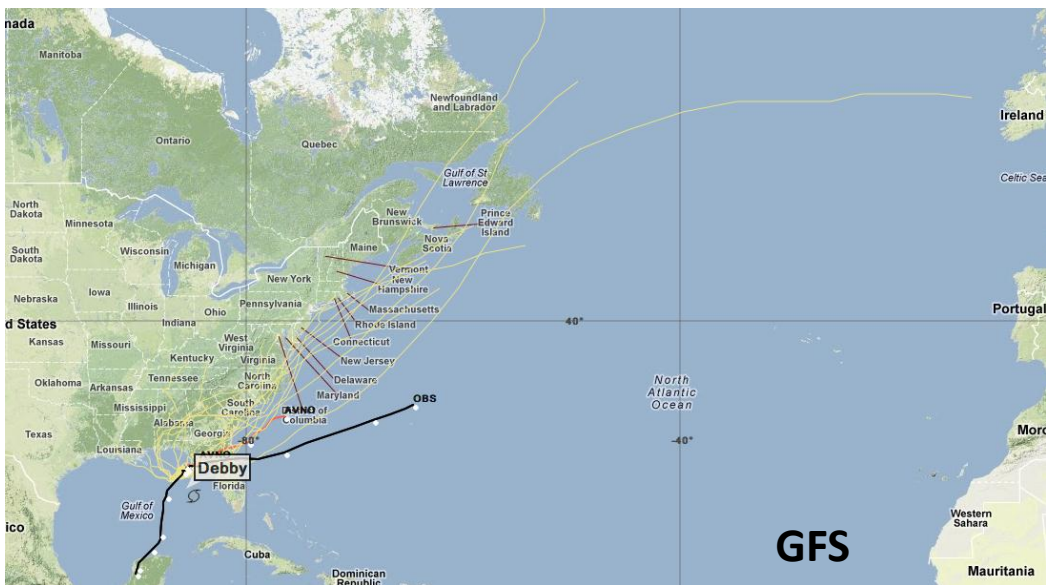 nada
Manitoba
Newfoundland
and Labrador
Ontario
Quebec
Ireland
Gulf of St
Lawrence
Celtic Sea
North
Dakota
Minnesota
New
Brunswick
Prince
Edward
Island
Nova
Scotia
Maine
South
Dakota
Wisconsin
Michigan
Vermont
New
Hampshire
New York
Nebraska
Iowa
Illinois
Indiana
Ohio
Pennsylvania
Massachusetts
Rhode Island
Connecticut
Portugal
d States
40°
Kansas
Missouri
West
Virginia
Virginia
Kentucky
New Jersey
Delaware
Maryland
Oklahoma
Arkansas
Tennessee
North
Carolina
North
Atlantic
Ocean
OBS
Mississippi
Alabama
South
Carolina
AVNO
of
Columbia
Texas
Georgia
-80°
-40°
Moro
Louisiana
AVNO
Debby
Florida
Gulf of
Mexico
Western
Sahara
ico
Cuba
GFS
Dominican
Republic
Mauritania